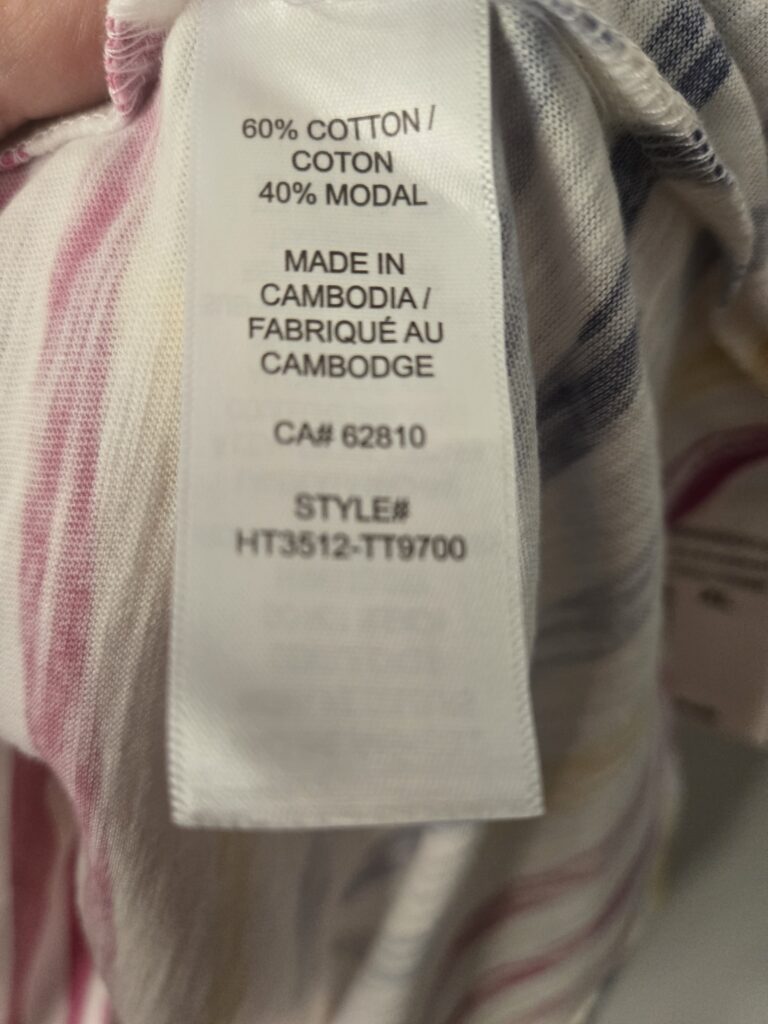 60% COTTON /
COTON
40% MODAL
MADE IN
CAMBODIA /
FABRIQUÉ AU
CAMBODGE
CA# 62810
STYLE#
HT3512-TT9700